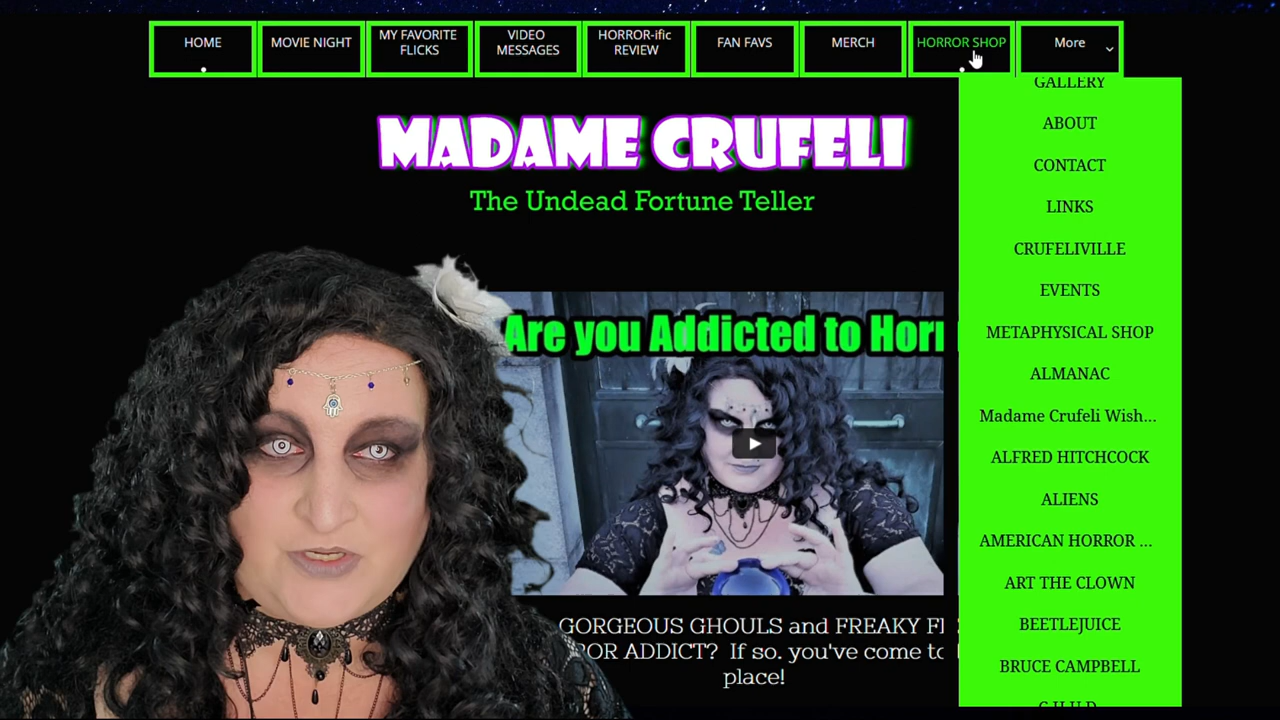 HOME
MOVIE NIGHT
MY FAVORITE
FLICKS
VIDEO
MESSAGES
HORROR-ific
REVIEW
FAN FAVS
MERCH
HORROR SHOP
More
GALLERY
ABOUT
CONTACT
LINKS
CRUFELIVILLE
EVENTS
METAPHYSICAL SHOP
ALMANAC
Madame Crufeli Wish...
ALFRED HITCHCOCK
ALIENS
AMERICAN HORROR ...
ART THE CLOWN
BEETLEJUICE
BRUCE CAMPBELL
MADAME CRUFELI
The Undead Fortune Teller
Are you Addicted to
GORGEOUS GHOULS and FREAKY
ADDICT? If so. you've come to
place!